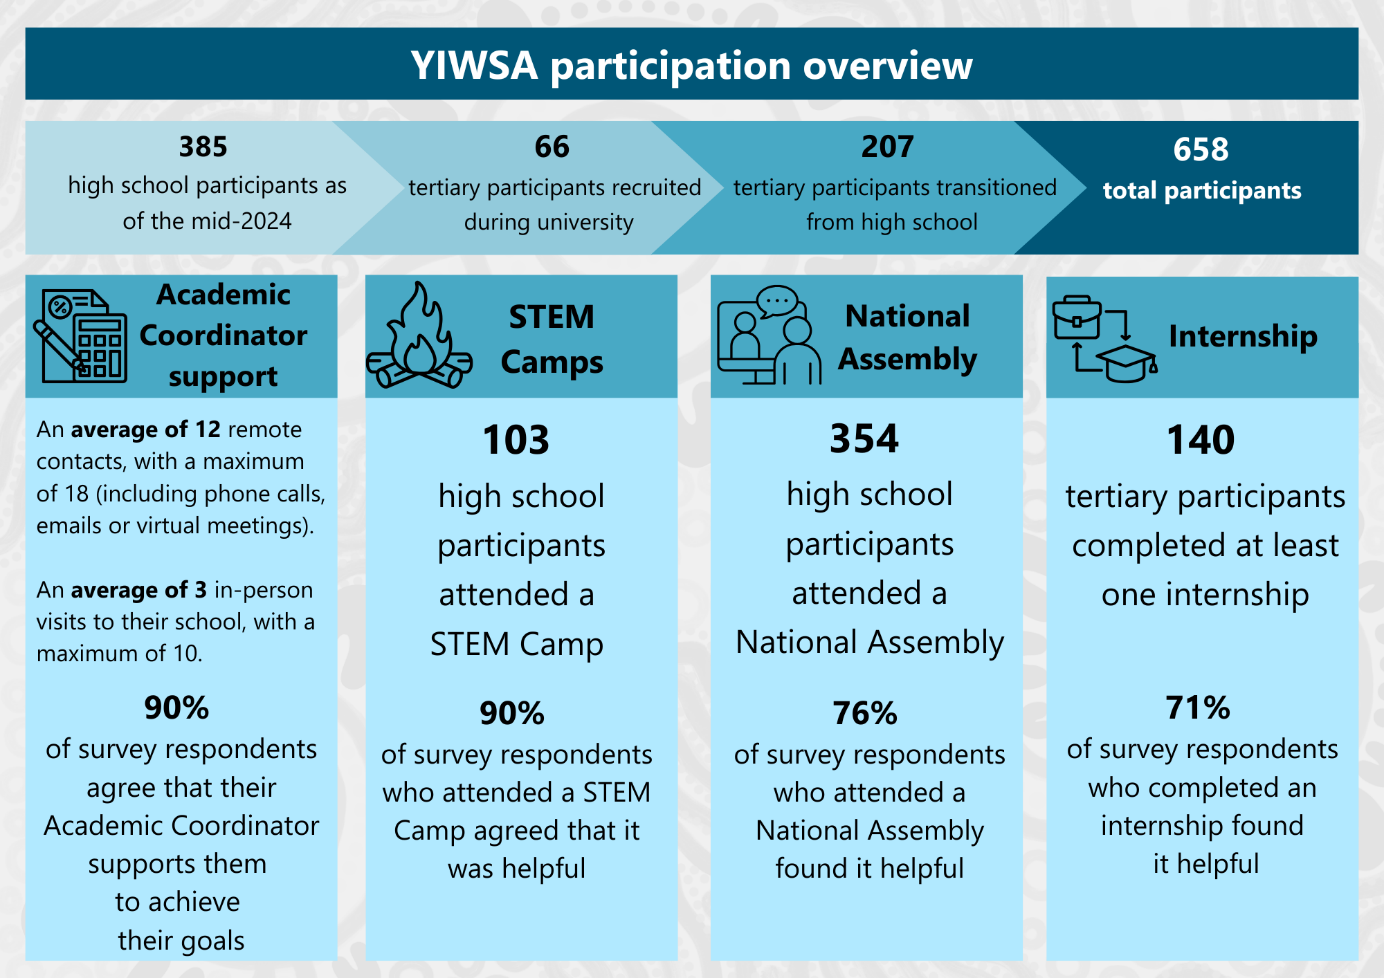 YIWSA participation overview
385
high school participants as
of the mid-2024
66
tertiary participants recruited
during university
207
tertiary participants transitioned
from high school
658
total participants
Academic
Coordinator
support
An average of 12 remote
contacts, with a maximum
of 18 (including phone calls,
emails or virtual meetings).
An average of 3 in-person
visits to their school, with a
maximum of 10.
90%
of survey respondents
agree that their
Academic Coordinator
supports them
to achieve
their goals
STEM
Camps
103
high school
participants
attended a
STEM Camp
90%
of survey respondents
who attended a STEM
Camp agreed that it
was helpful
National
Assembly
354
high school
participants
attended a
National Assembly
76%
of survey respondents
who attended a
National Assembly
found it helpful
Internship
140
tertiary participants
completed at least
one internship
71%
of survey respondents
who completed an
internship found
it helpful